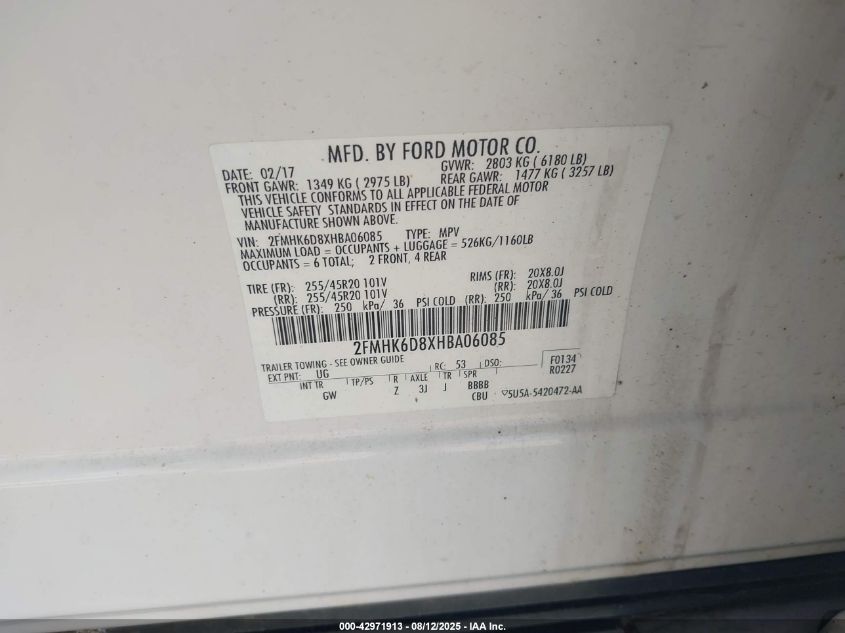 MFD. BY FORD MOTOR CO.
DATE: 02/17 GVWR: 2803 KG ( 6180 LB)
FRONT GAWR: 1349 KG ( 2975 LB) REAR GAWR: 1477 KG ( 3257 LB)
THIS VEHICLE CONFORMS TO ALL APPLICABLE FEDERAL MOTOR
VEHICLE SAFETY STANDARDS IN EFFECT ON THE DATE OF
MANUFACTURE SHOWN ABOVE.
VIN: 2FMHK6D8XHBA06085 TYPE: MPV
MAXIMUM LOAD = OCCUPANTS + LUGGAGE = 526KG/1160LB
OCCUPANTS = 6 TOTAL; 2 FRONT, 4 REAR
TIRE (FR): 255/45R20 101V RIMS (FR): 20X8.0J
(RR): 255/45R20 101V (RR): 20X8.0J
PRESSURE (FR): 250 kPa/ 36 PSI COLD (RR): 250 kPa/ 36 PSI COLD
2FMHK6D8XHBA06085
TRAILER TOWING - SEE OWNER GUIDE
EXT PNT: UG RC: 53 DSO: F0134
R0227
INT TR TP/PS R AXLE TR SPR
GW Z 3J J BBBB
CBU 5U5A-5420472-AA
000-42971913 - 08/12/2025 - IAA Inc.